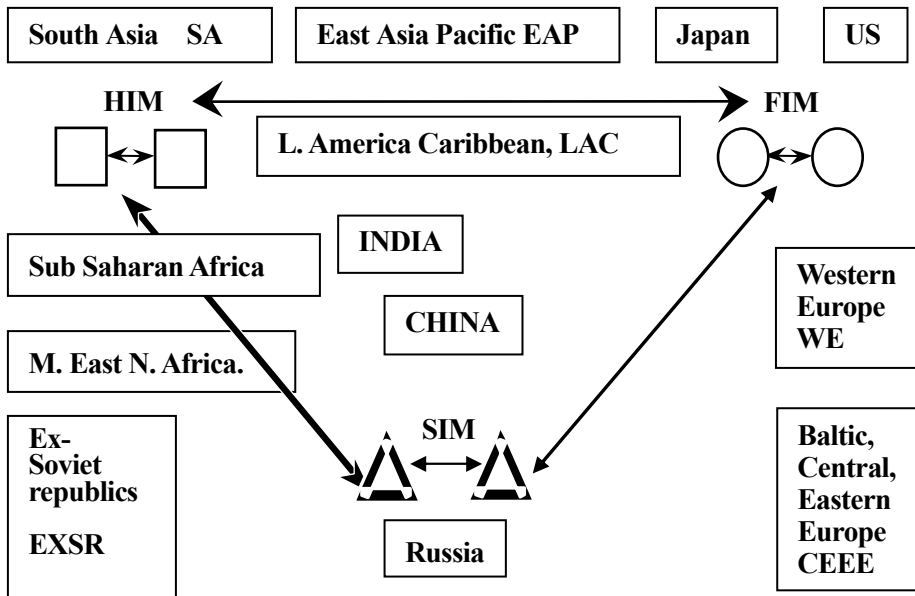 South Asia SA
East Asia Pacific EAP
Japan
US
HIM
FIM
L. America Caribbean, LAC
INDIA
Sub Saharan Africa
Western
Europe
WE
CHINA
M. East N. Africa.
Ex-
Soviet
republics
EXSR
SIM
Baltic,
Central,
Eastern
Europe
CEEE
Russia